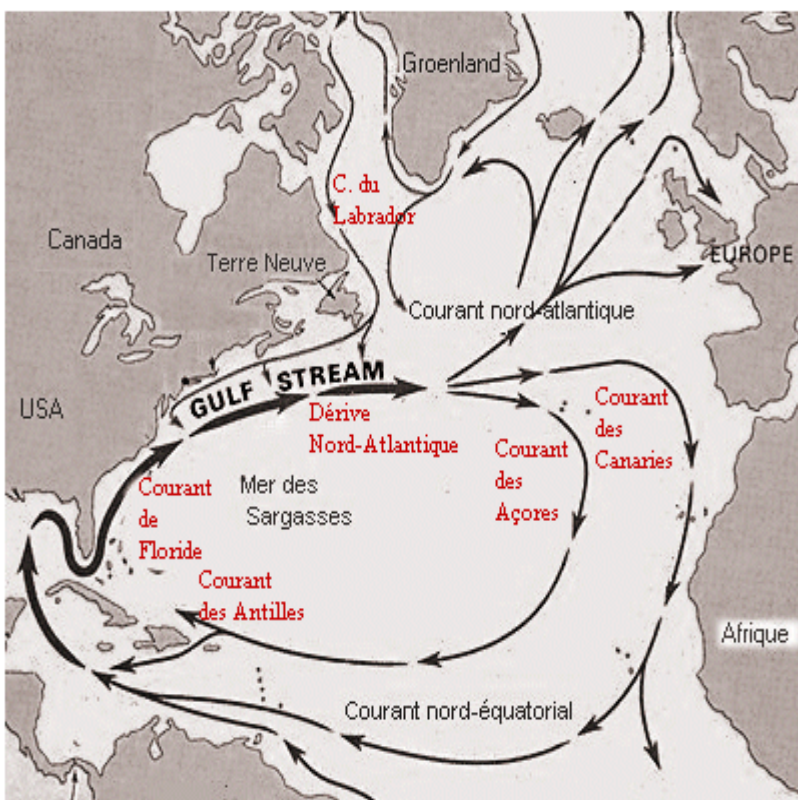 Groenland
C. du
Labrador
Canada
Terre Neuve
EUROPE
Courant nord-atlantique
USA
GULF STREAM
Dérive
Nord-Atlantique
Courant
des
Canaries
Courant
des
Açores
Courant
de
Floride
Mer des
Sargasses
Courant
des Antilles
Afrique
Courant nord-équatorial